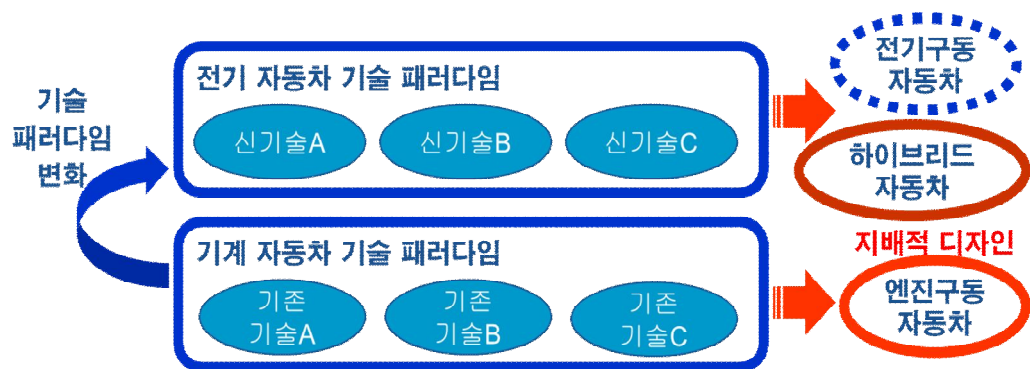 기술
패러다임
변화
전기 자동차 기술 패러다임
신기술A
신기술B
신기술C
전기구동
자동차
하이브리드
자동차
기계 자동차 기술 패러다임
기존
기술A
기존
기술B
기존
기술C
지배적 디자인
엔진구동
자동차